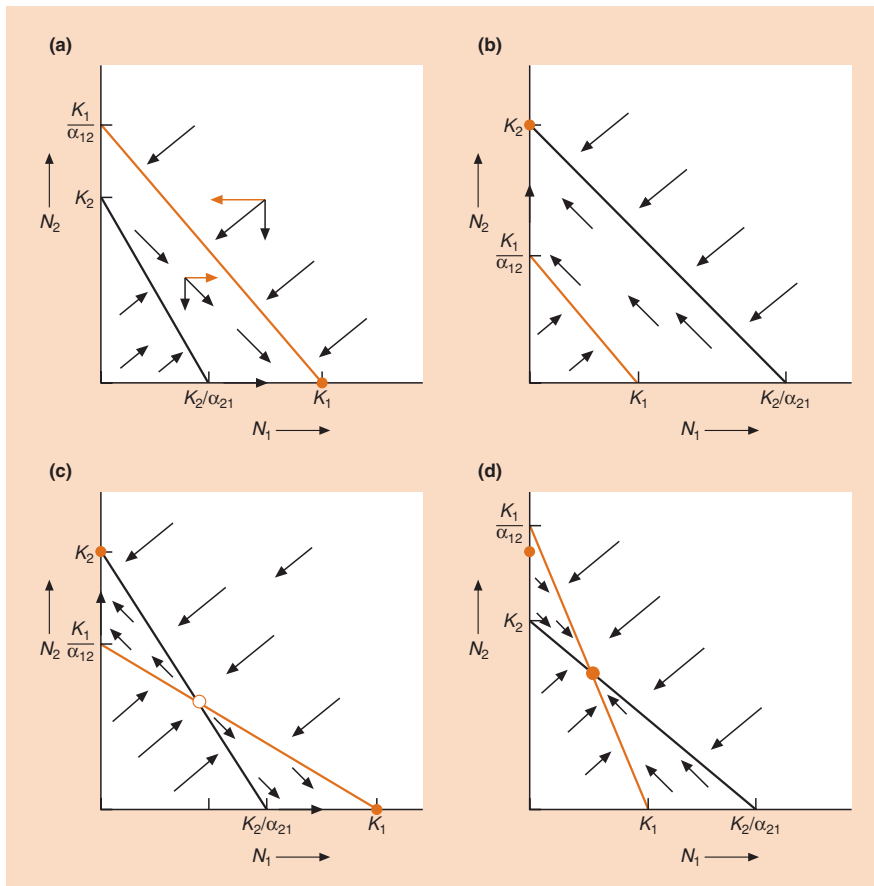 (a)
K₁
α₁₂
K₂
N₂
K₂/α₂₁
K₁
N₁
(b)
K₂
N₂
K₁
α₁₂
K₁
K₂/α₂₁
N₁
(c)
K₂
N₂
K₁
α₁₂
K₂/α₂₁
K₁
N₁
(d)
K₁
α₁₂
K₂
N₂
K₁
K₂/α₂₁
N₁